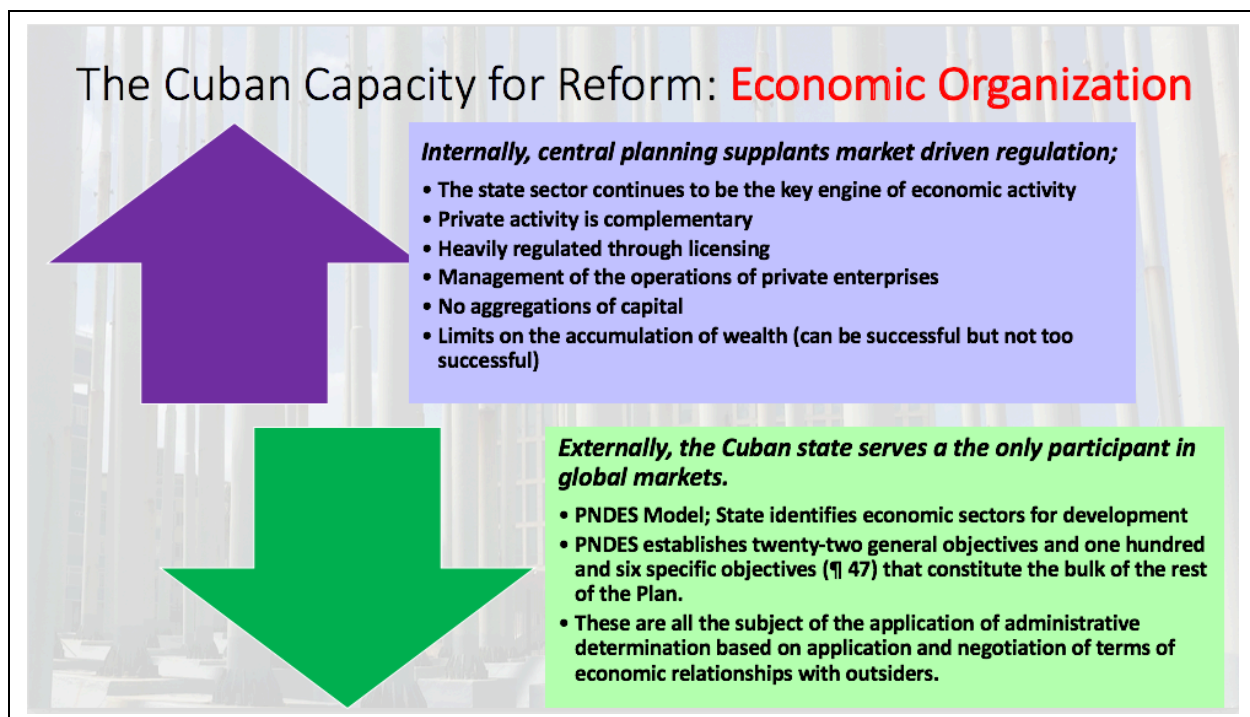 The Cuban Capacity for Reform: Economic Organization
Internally, central planning supplants market driven regulation;
• The state sector continues to be the key engine of economic activity
• Private activity is complementary
• Heavily regulated through licensing
• Management of the operations of private enterprises
• No aggregations of capital
• Limits on the accumulation of wealth (can be successful but not too
successful)
Externally, the Cuban state serves a the only participant in
global markets.
• PNDES Model; State identifies economic sectors for development
• PNDES establishes twenty-two general objectives and one hundred
and six specific objectives (¶ 47) that constitute the bulk of the rest
of the Plan.
• These are all the subject of the application of administrative
determination based on application and negotiation of terms of
economic relationships with outsiders.